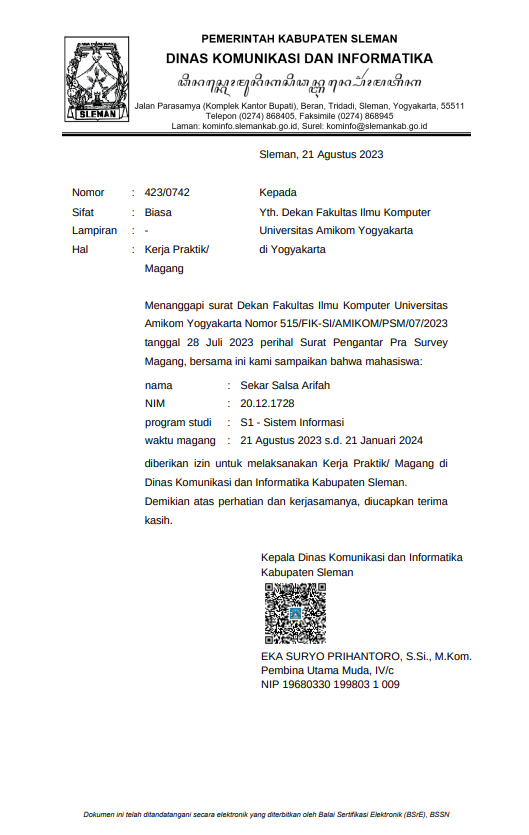 PEMERINTAH KABUPATEN SLEMAN
DINAS KOMUNIKASI DAN INFORMATIKA
SLEMAN
Jalan Parasamya (Komplek Kantor Bupati), Beran, Tridadi, Sleman, Yogyakarta, 55511
Telepon (0274) 868405, Faksimile (0274) 868945
Laman: kominfo.slemankab.go.id, Surel: kominfo@slemankab.go.id
Sleman, 21 Agustus 2023
Nomor : 423/0742
Sifat : Biasa
Lampiran : -
Hal : Kerja Praktik/
Magang
Kepada
Yth. Dekan Fakultas Ilmu Komputer
Universitas Amikom Yogyakarta
di Yogyakarta
Menanggapi surat Dekan Fakultas Ilmu Komputer Universitas
Amikom Yogyakarta Nomor 515/FIK-SI/AMIKOM/PSM/07/2023
tanggal 28 Juli 2023 perihal Surat Pengantar Pra Survey
Magang, bersama ini kami sampaikan bahwa mahasiswa:
nama : Sekar Salsa Arifah
NIM : 20.12.1728
program studi : S1 - Sistem Informasi
waktu magang : 21 Agustus 2023 s.d. 21 Januari 2024
diberikan izin untuk melaksanakan Kerja Praktik/ Magang di
Dinas Komunikasi dan Informatika Kabupaten Sleman.
Demikian atas perhatian dan kerjasamanya, diucapkan terima
kasih.
Kepala Dinas Komunikasi dan Informatika
Kabupaten Sleman
EKA SURYO PRIHANTORO, S.Si., M.Kom.
Pembina Utama Muda, IV/c
NIP 19680330 199803 1 009
Dokumen ini telah ditandatangani secara elektronik yang diterbitkan oleh Balai Sertifikasi Elektronik (BSrE), BSSN